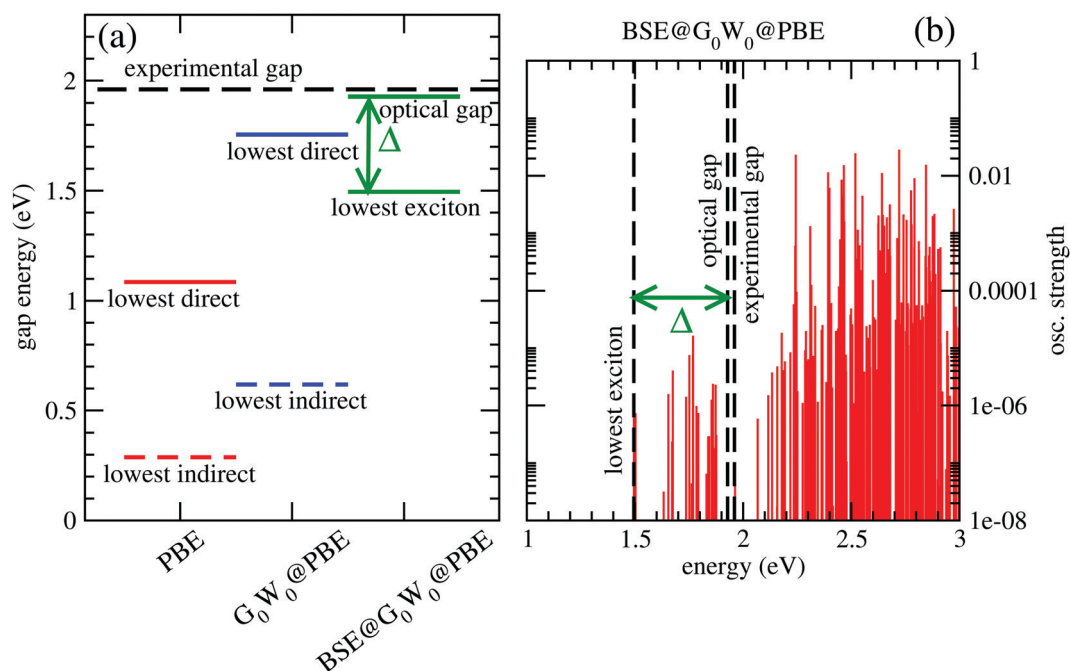 (a)
experimental gap
optical gap
lowest direct
Δ
lowest exciton
lowest direct
lowest indirect
lowest indirect
gap energy (eV)
2
1.5
1
0.5
0
PBE
G₀W₀@PBE
BSE@G₀W₀@PBE
BSE@G₀W₀@PBE
(b)
optical gap
experimental gap
Δ
lowest exciton
1
0.01
0.0001
1e-06
1e-08
osc. strength
1
1.5
2
2.5
3
energy (eV)